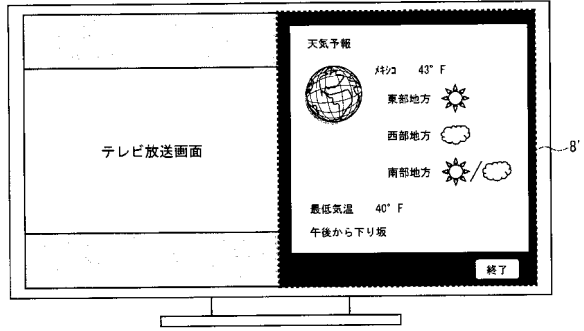 テレビ放送画面
天気予報
メキシコ 43°F
東部地方
西部地方
南部地方 /
最低気温 40°F
午後から下り坂
終了
8'